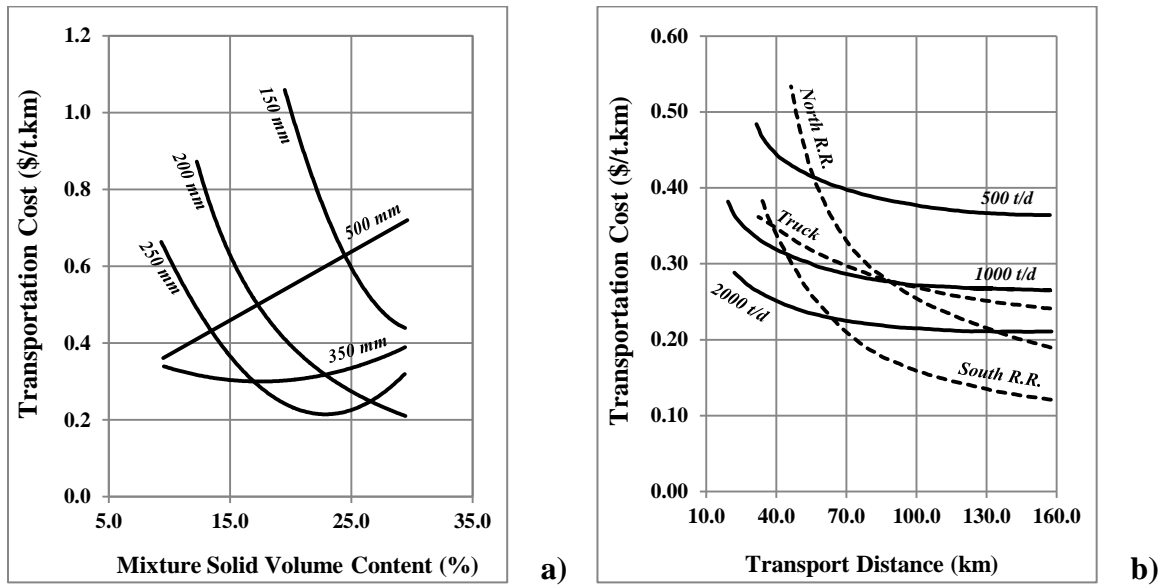 Transportation Cost ($/t.km)
1.2
1.0
0.8
0.6
0.4
0.2
0.0
150 mm
200 mm
250 mm
500 mm
350 mm
5.0 15.0 25.0 35.0
Mixture Solid Volume Content (%)
a)
Transportation Cost ($/t.km)
0.60
0.50
0.40
0.30
0.20
0.10
0.00
North R.R.
500 t/d
Truck
1000 t/d
2000 t/d
South R.R.
10.0 40.0 70.0 100.0 130.0 160.0
Transport Distance (km)
b)